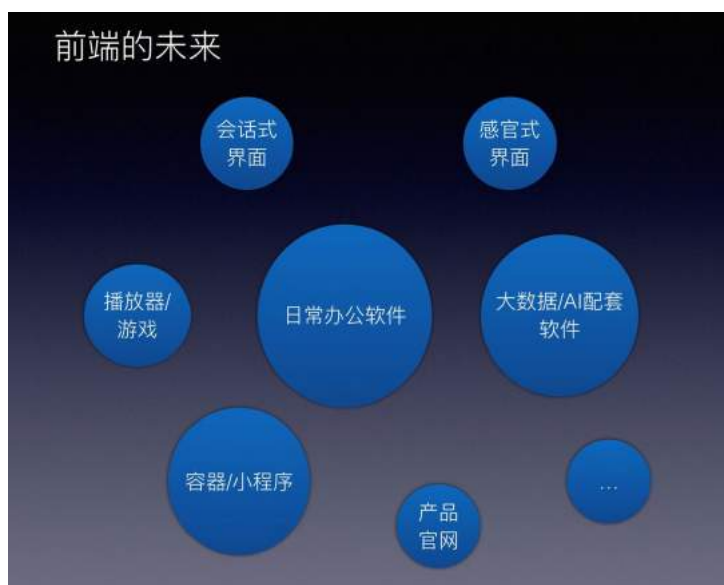 前端的未来
会话式
界面
感官式
界面
播放器/
游戏
日常办公软件
大数据/AI配套
软件
容器/小程序
产品
官网
...